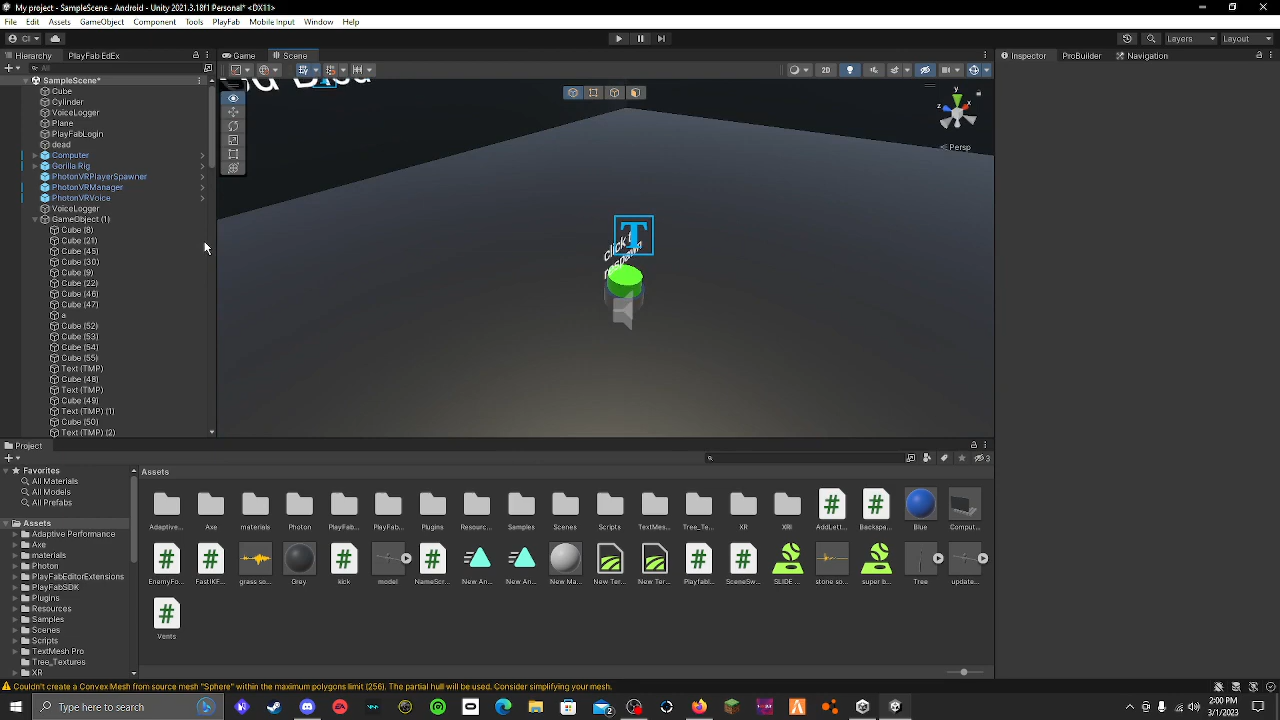 My project - SampleScene - Android - Unity 2021.3.18f1 Personal* <DX11>
File Edit Assets GameObject Component Tools PlayFab Mobile Input Window Help
CI Layers Layout
Hierarchy PlayFab EdEx Game Scene Inspector ProBuilder Navigation
All
2D
SampleScene*
Cube
Cylinder
VoiceLogger
Plane
PlayFabLogin
dead
Computer
Gorilla Rig
PhotonVRPlayerSpawner
PhotonVRManager
PhotonVRVoice
VoiceLogger
GameObject (1)
Cube (8)
Cube (21)
Cube (45)
Cube (30)
Cube (9)
Cube (22)
Cube (46)
Cube (47)
a
Cube (52)
Cube (53)
Cube (54)
Cube (55)
Text (TMP)
Cube (48)
Text (TMP)
Cube (49)
Text (TMP) (1)
Cube (50)
Text (TMP) (2)
y
x
z
Persp
T
click
Project
3
Favorites
All Materials
All Models
All Prefabs
Assets
Adaptive Performance
Axe
materials
Photon
PlayFabEditorExtensions
PlayFabSDK
Plugins
Resources
Samples
Scenes
Scripts
TextMesh Pro
Tree_Textures
XR
Assets
Adaptive... Axe materials Photon PlayFab... PlayFab... Plugins Resourc... Samples Scenes Scripts TextMes... Tree_Te... XR XRI AddLett... Backspa... Blue Comput...
EnemyFo... FastIKF... grass so... Grey kick model NameScr... New An... New An... New Ma... New Ter... New Ter... Playfabl... SceneSw... SLIDE... stone so... super b... Tree update...
Vents
Couldn't create a Convex Mesh from source mesh "Sphere" within the maximum polygons limit (256). The partial hull will be used. Consider simplifying your mesh.
Type here to search
3:00 PM
3/1/2023